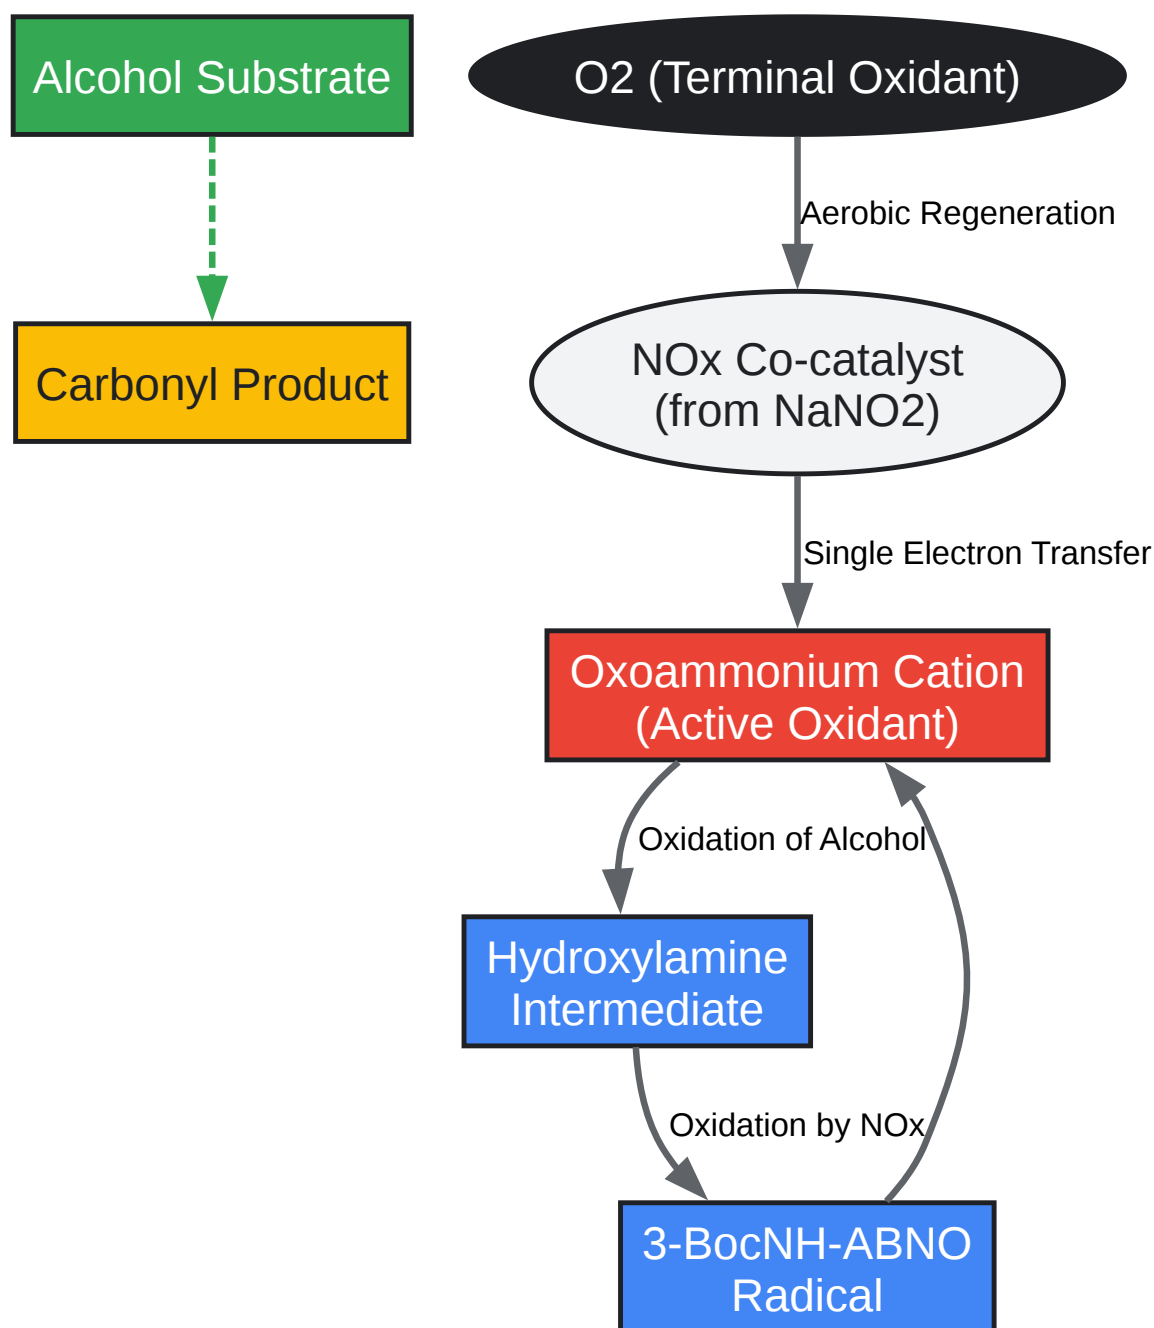 Alcohol Substrate
O2 (Terminal Oxidant)
Aerobic Regeneration
Carbonyl Product
NOx Co-catalyst
(from NaNO2)
Single Electron Transfer
Oxoammonium Cation
(Active Oxidant)
Oxidation of Alcohol
Hydroxylamine
Intermediate
Oxidation by NOx
3-BocNH-ABNO
Radical